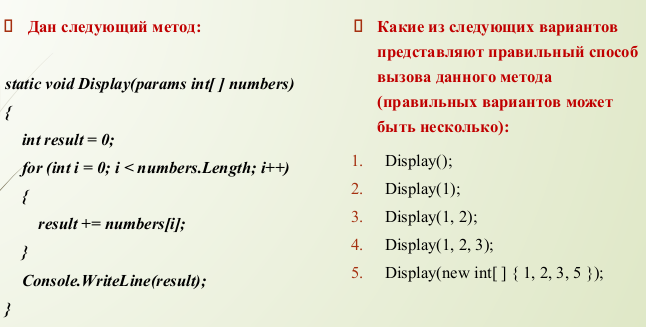 Дан следующий метод:
static void Display(params int[ ] numbers)
{
int result = 0;
for (int i = 0; i < numbers.Length; i++)
{
result += numbers[i];
}
Console.WriteLine(result);
}
Какие из следующих вариантов
представляют правильный способ
вызова данного метода
(правильных вариантов может
быть несколько):
1. Display();
2. Display(1);
3. Display(1, 2);
4. Display(1, 2, 3);
5. Display(new int[ ] { 1, 2, 3, 5 });